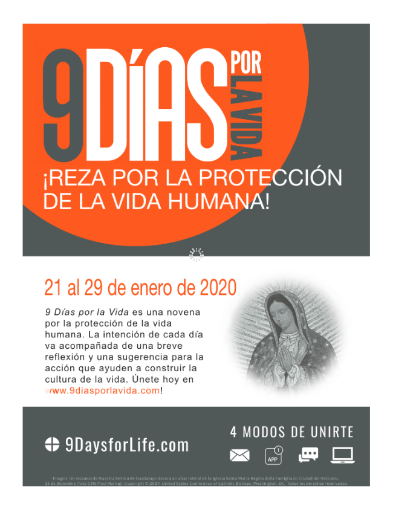 9 DÍAS POR LA VIDA
¡REZA POR LA PROTECCIÓN
DE LA VIDA HUMANA!
21 al 29 de enero de 2020
9 Días por la Vida es una novena
por la protección de la vida
humana. La intención de cada día
va acompañada de una breve
reflexión y una sugerencia para la
acción que ayuden a construir la
cultura de la vida. Únete hoy en
www.9diasporlavida.com!
9DaysforLife.com
4 MODOS DE UNIRTE
APP
1